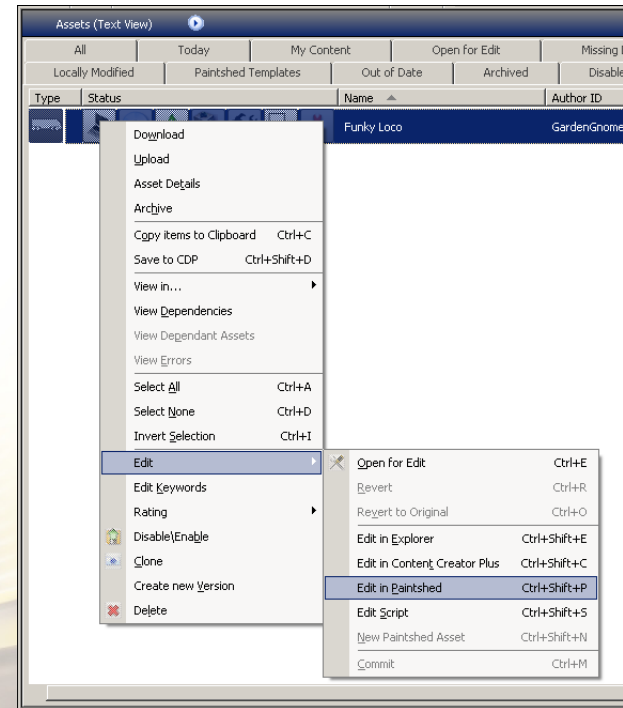 Assets (Text View)
All Today My Content Open for Edit Missing
Locally Modified Paintshed Templates Out of Date Archived Disable
Type Status Name Author ID
Funky Loco GardenGnome
Download
Upload
Asset Details
Archive
Copy items to Clipboard Ctrl+C
Save to CDP Ctrl+Shift+D
View in...
View Dependencies
View Dependant Assets
View Errors
Select All Ctrl+A
Select None Ctrl+D
Invert Selection Ctrl+I
Edit
Edit Keywords
Rating
Disable\Enable
Clone
Create new Version
Delete
Open for Edit Ctrl+E
Revert Ctrl+R
Revert to Original Ctrl+O
Edit in Explorer Ctrl+Shift+E
Edit in Content Creator Plus Ctrl+Shift+C
Edit in Paintshed Ctrl+Shift+P
Edit Script Ctrl+Shift+S
New Paintshed Asset Ctrl+Shift+N
Commit Ctrl+M